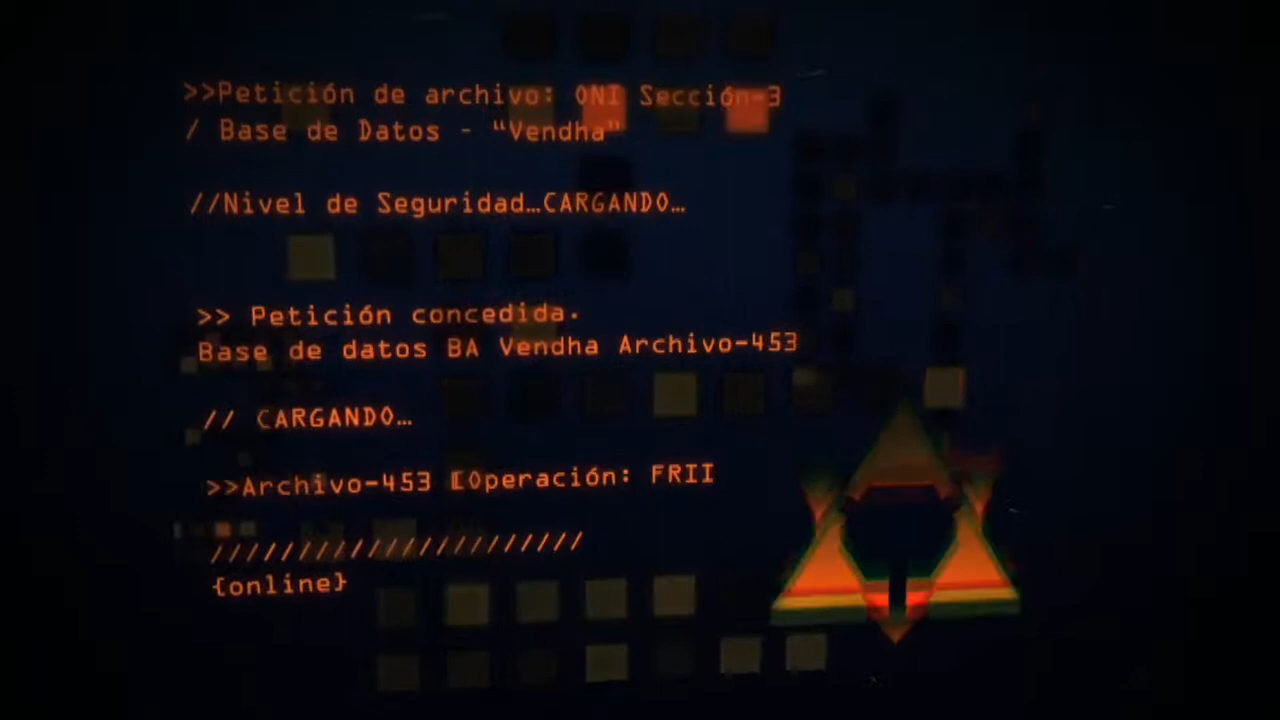 >>Petición de archivo: ONI Sección-3
/ Base de Datos - “Vendha”
//Nivel de Seguridad…CARGANDO…
>> Petición concedida.
Base de datos BA Vendha Archivo-453
// CARGANDO…
>>Archivo-453 [Operación: FRII
/////////////////////
{online}